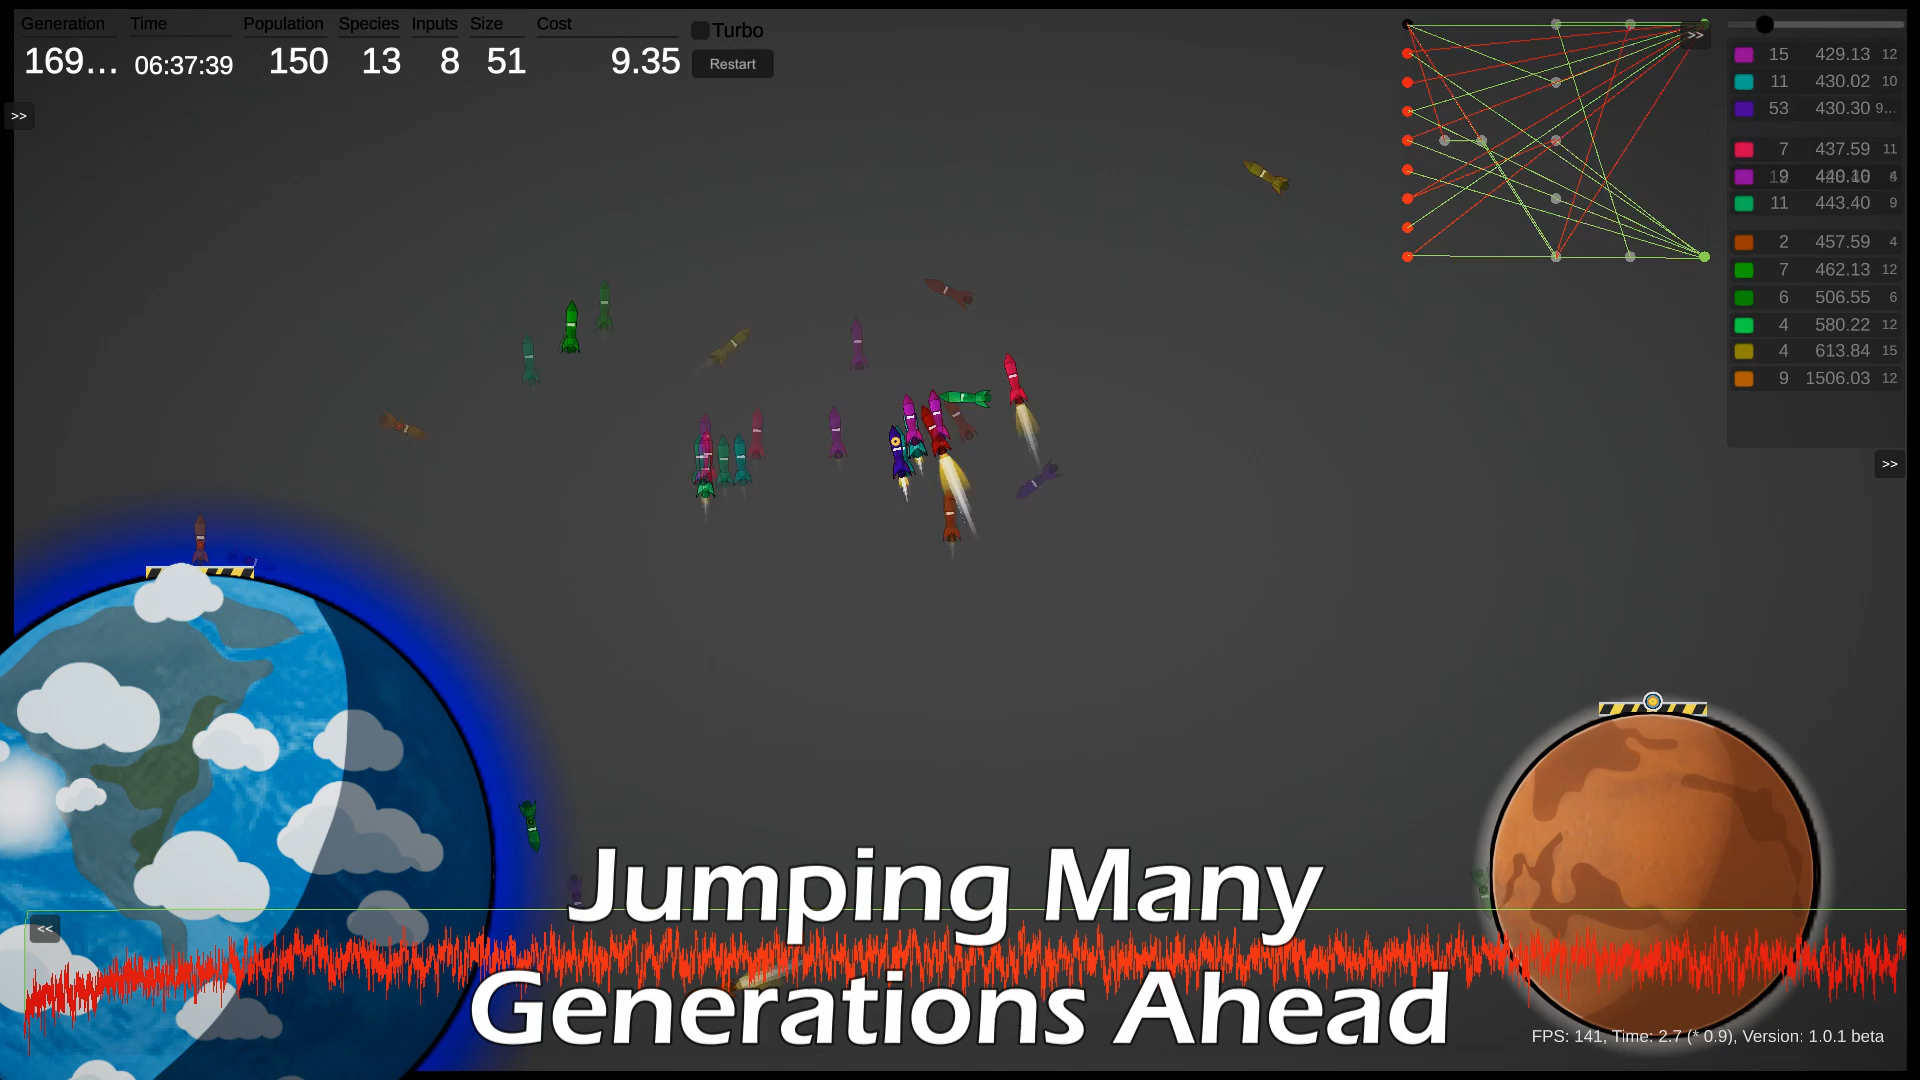 Generation Time Population Species Inputs Size Cost
169... 06:37:39 150 13 8 51 9.35
Turbo
Restart
>>
>>
15 429.13 12
11 430.02 10
53 430.30 9...
7 437.59 11
9 440.10 4
11 443.40 9
2 457.59 4
7 462.13 12
6 506.55 6
4 580.22 12
4 613.84 15
9 1506.03 12
>>
<<
Jumping Many
Generations Ahead
FPS: 141, Time: 2.7 (* 0.9), Version: 1.0.1 beta